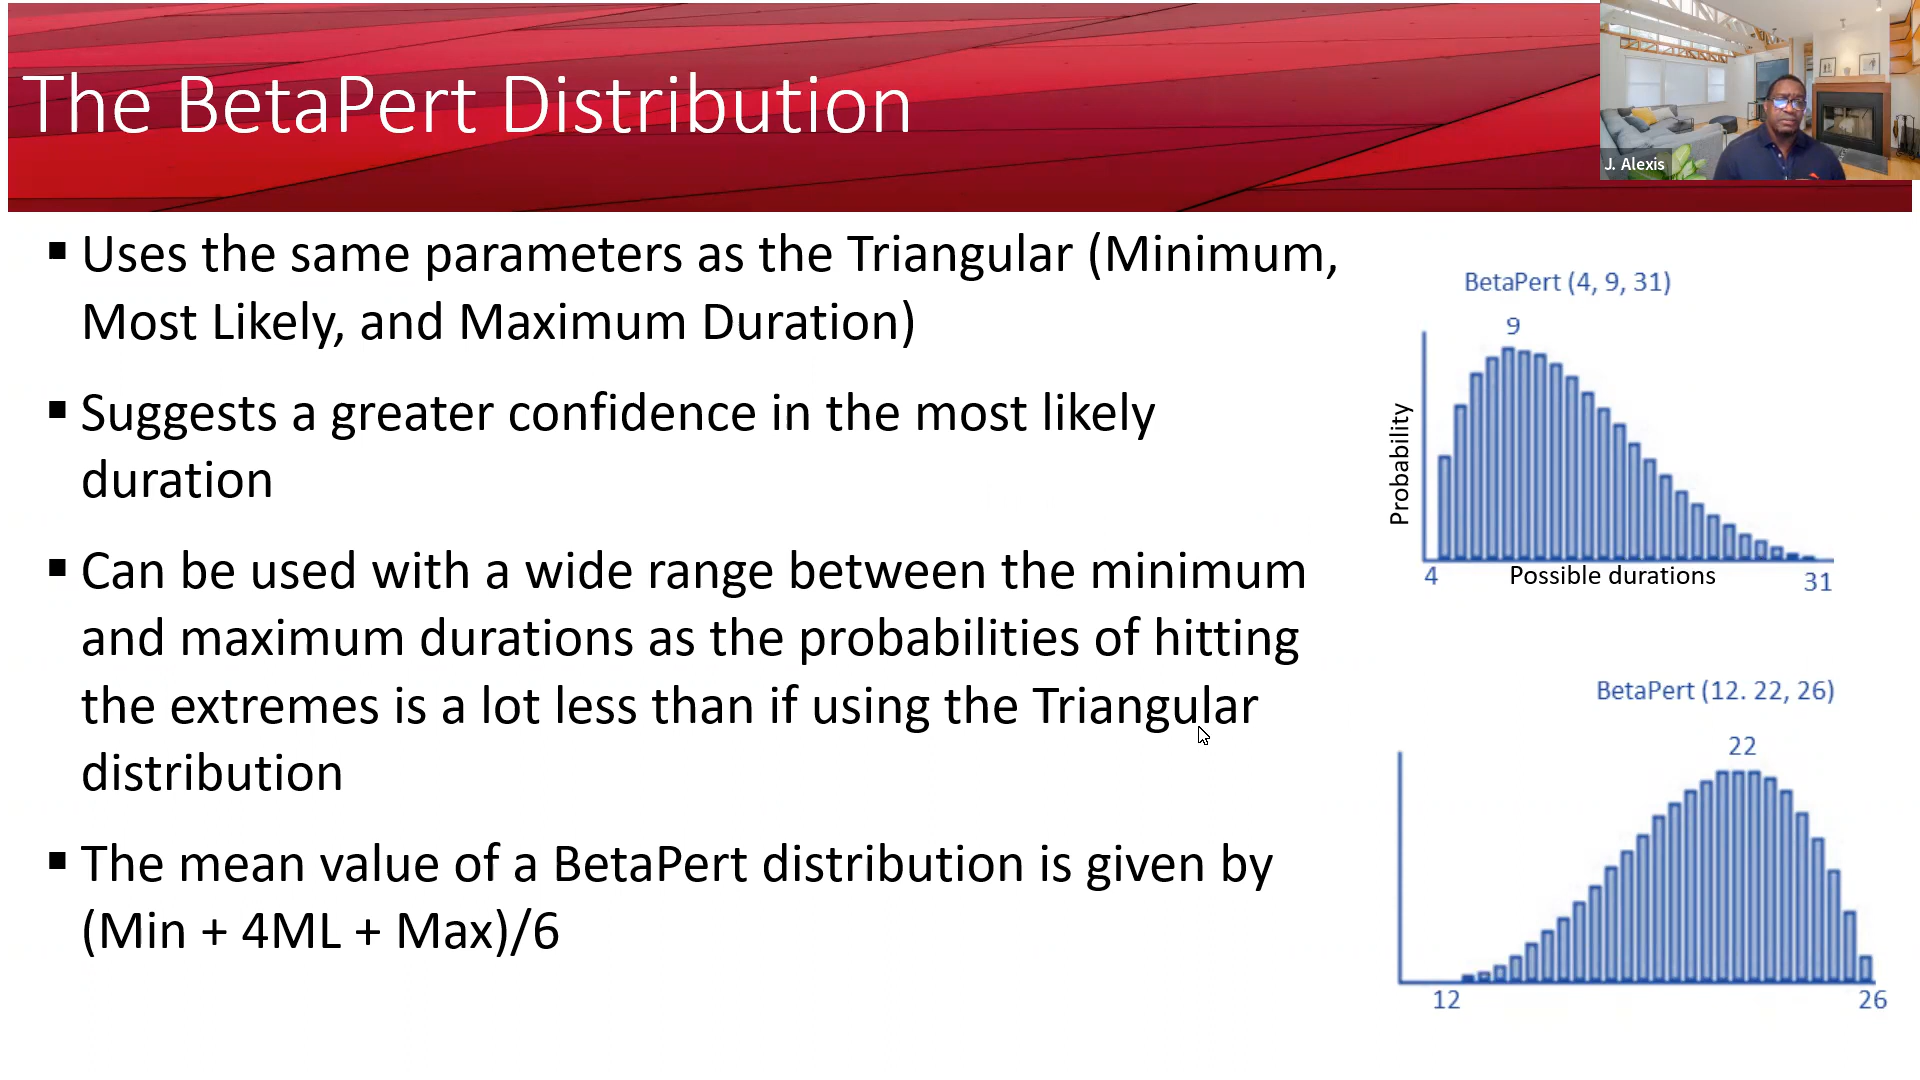 The BetaPert Distribution
J. Alexis
▪ Uses the same parameters as the Triangular (Minimum,
Most Likely, and Maximum Duration)
▪ Suggests a greater confidence in the most likely
duration
▪ Can be used with a wide range between the minimum
and maximum durations as the probabilities of hitting
the extremes is a lot less than if using the Triangular
distribution
▪ The mean value of a BetaPert distribution is given by
(Min + 4ML + Max)/6
BetaPert (4, 9, 31)
9
Probability
4
Possible durations
31
BetaPert (12. 22, 26)
22
12
26